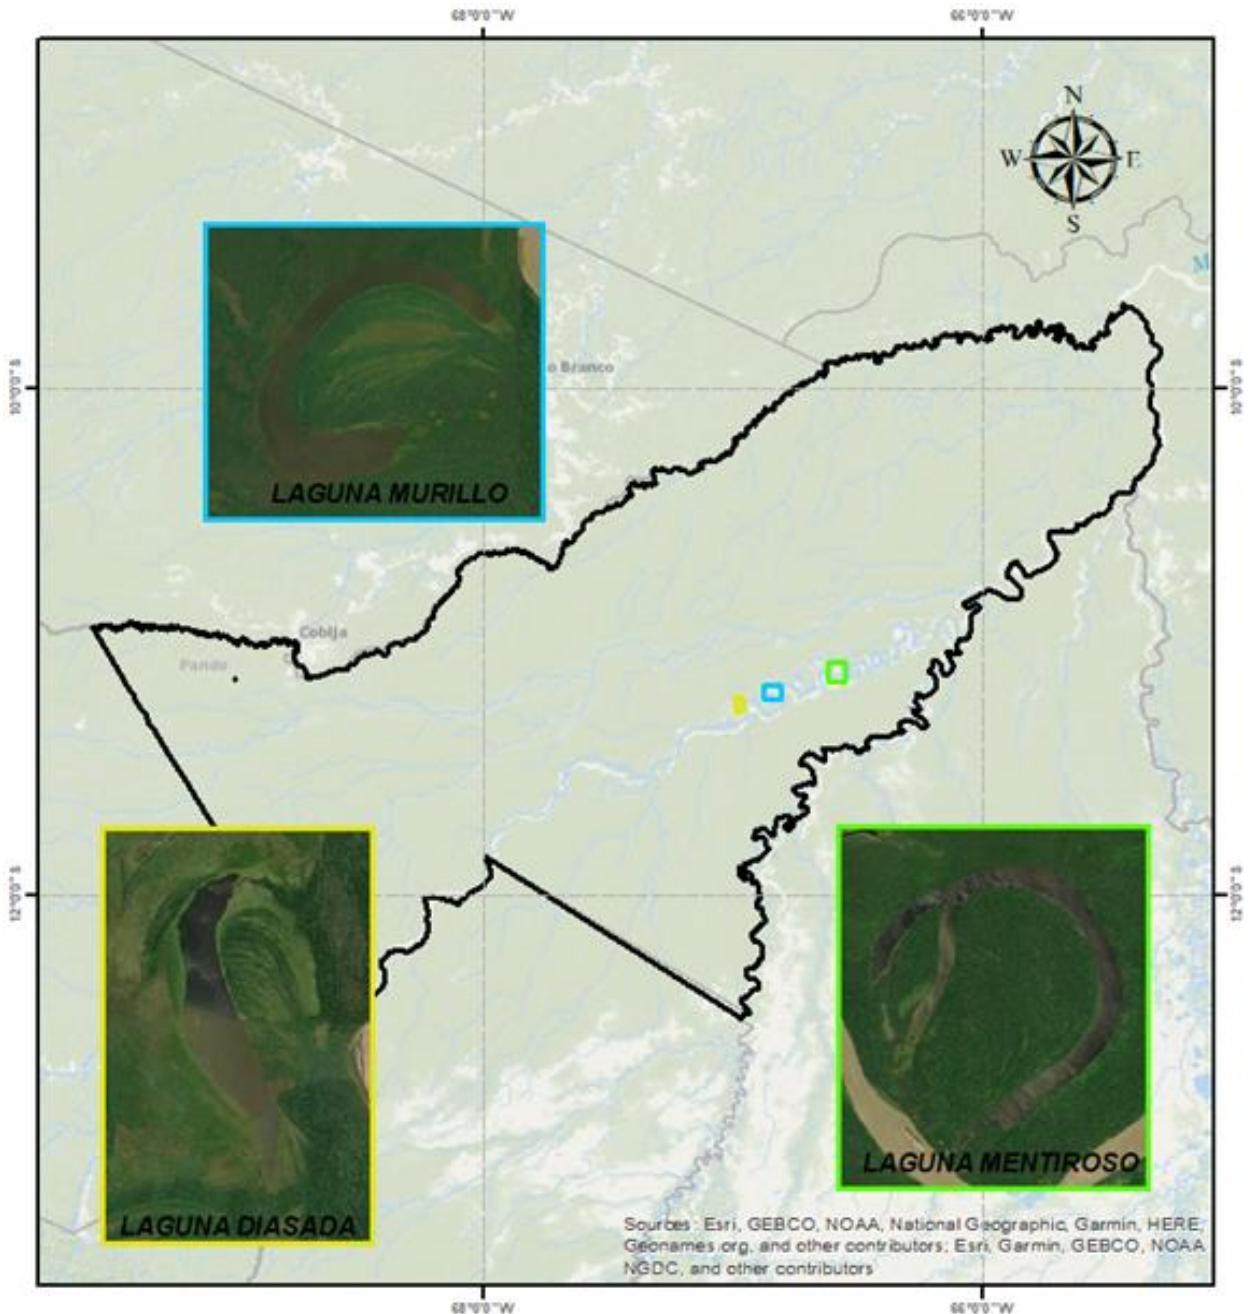 68°0'0"W 66°0'0"W
N
W E
S
M
10°0'0"S 10°0'0"S
o Branco
LAGUNA MURILLO
Cobija
Pando
12°0'0"S 12°0'0"S
LAGUNA MENTIROSO
LAGUNA DIASADA
Sources: Esri, GEBCO, NOAA, National Geographic, Garmin, HERE,
Geonames.org, and other contributors; Esri, Garmin, GEBCO, NOAA
NGDC, and other contributors
68°0'0"W 66°0'0"W